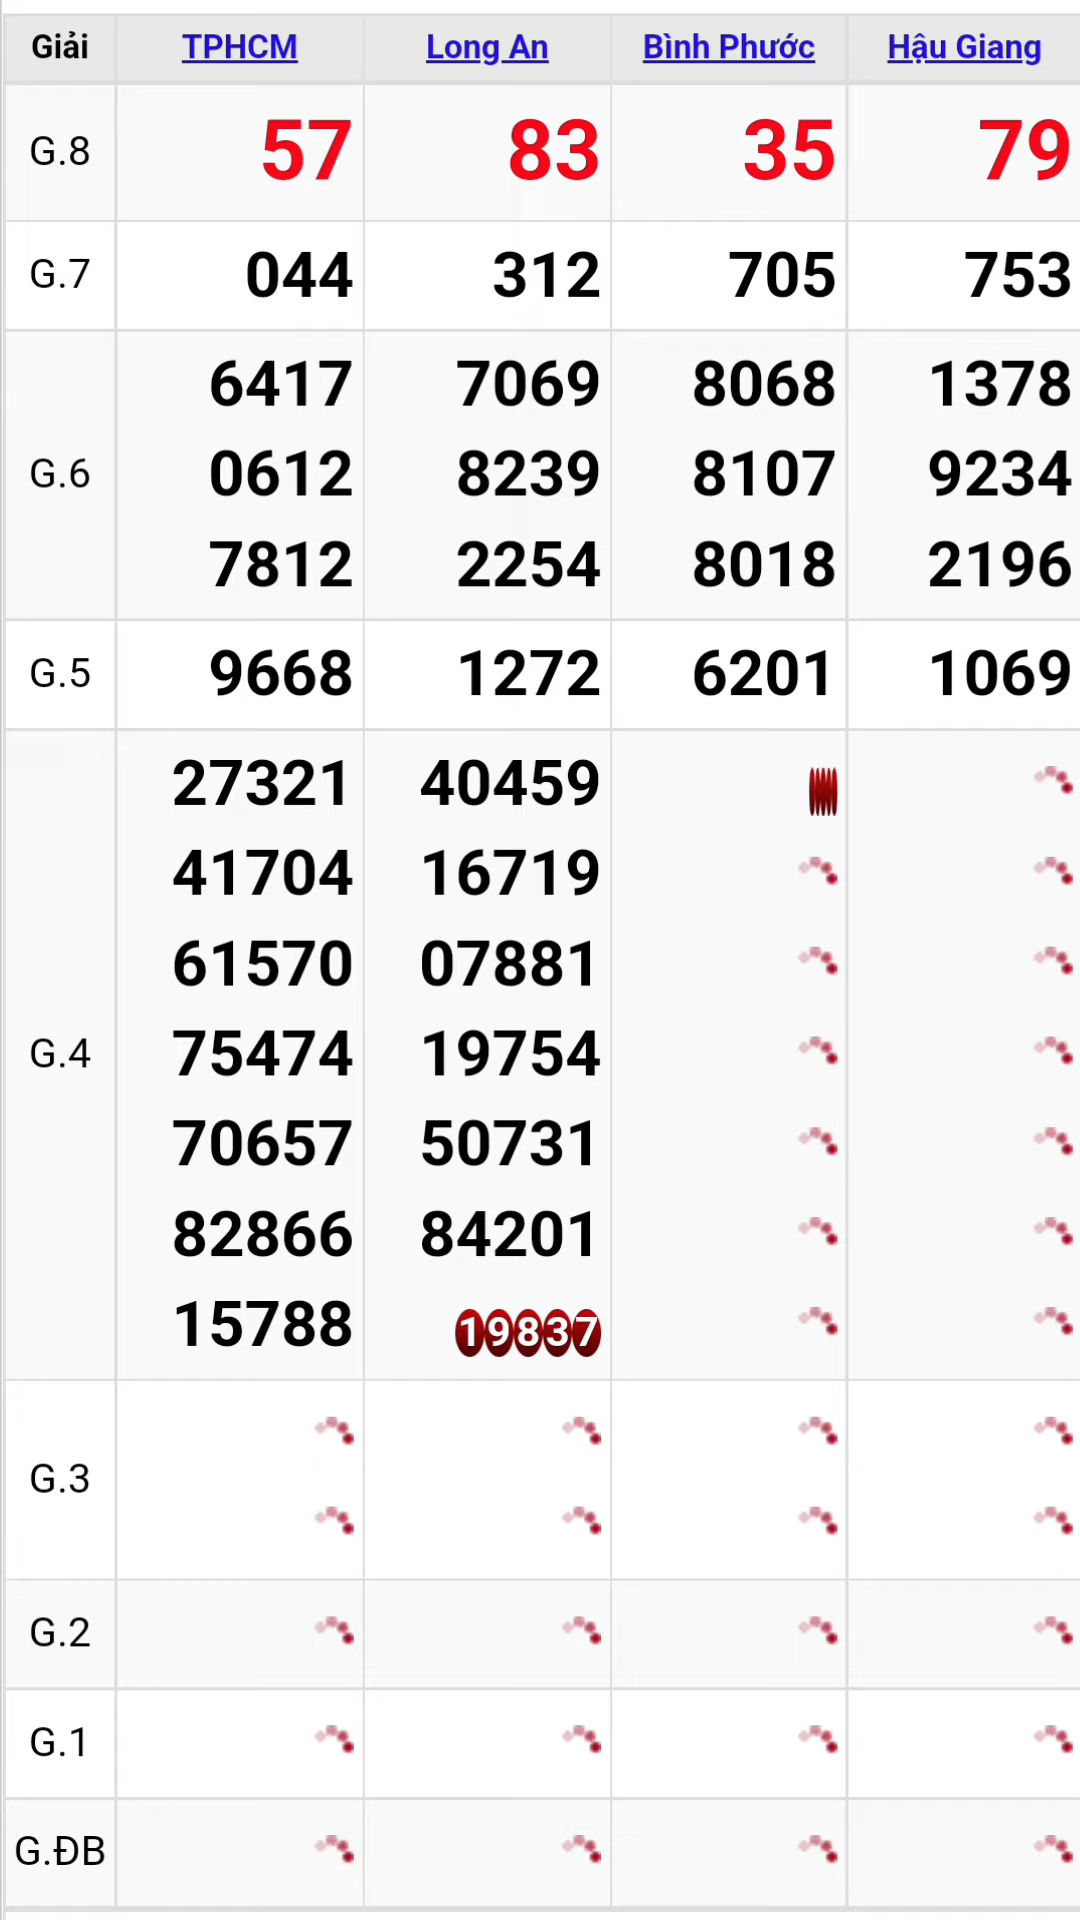 Giải TPHCM Long An Bình Phước Hậu Giang
G.8 57 83 35 79
G.7 044 312 705 753
6417 7069 8068 1378
G.6 0612 8239 8107 9234
7812 2254 8018 2196
G.5 9668 1272 6201 1069
27321 40459
41704 16719
61570 07881
G.4 75474 19754
70657 50731
82866 84201
15788 19837
G.3
G.2
G.1
G.ĐB